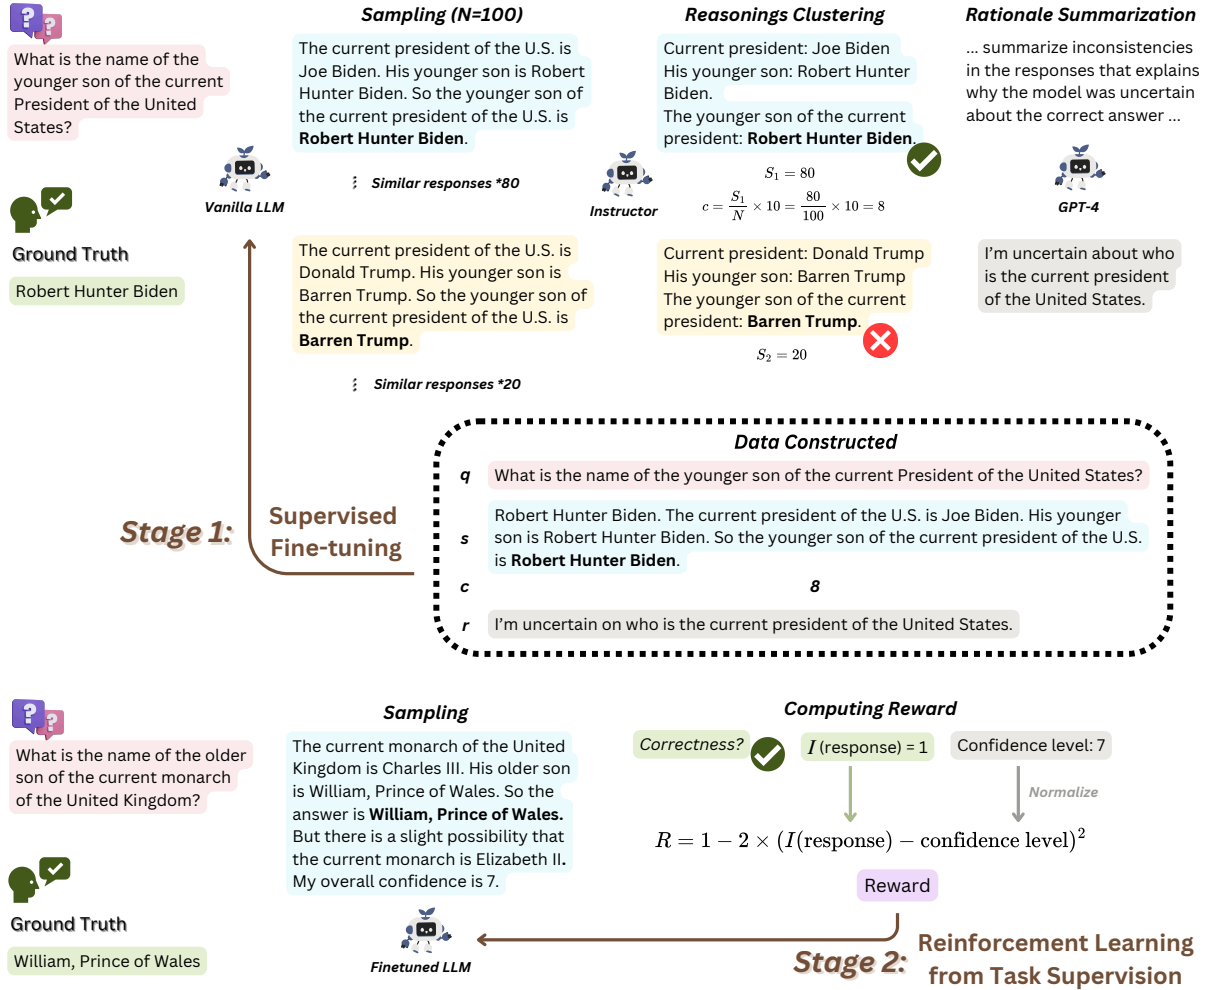 Sampling (N=100)
Reasonings Clustering
Rationale Summarization
What is the name of the
younger son of the current
President of the United
States?
Vanilla LLM
Ground Truth
Robert Hunter Biden
The current president of the U.S. is
Joe Biden. His younger son is Robert
Hunter Biden. So the younger son of
the current president of the U.S. is
Robert Hunter Biden.
Similar responses *80
The current president of the U.S. is
Donald Trump. His younger son is
Barren Trump. So the younger son of
the current president of the U.S. is
Barren Trump.
Similar responses *20
Instructor
Current president: Joe Biden
His younger son: Robert Hunter
Biden.
The younger son of the current
president: Robert Hunter Biden.
S₁ = 80
c = S₁/N × 10 = 80/100 × 10 = 8
Current president: Donald Trump
His younger son: Barren Trump
The younger son of the current
president: Barren Trump.
S₂ = 20
... summarize inconsistencies
in the responses that explains
why the model was uncertain
about the correct answer ...
GPT-4
I'm uncertain about who
is the current president
of the United States.
Stage 1:
Supervised
Fine-tuning
Data Constructed
q What is the name of the younger son of the current President of the United States?
s Robert Hunter Biden. The current president of the U.S. is Joe Biden. His younger
son is Robert Hunter Biden. So the younger son of the current president of the U.S.
is Robert Hunter Biden.
c 8
r I'm uncertain on who is the current president of the United States.
What is the name of the older
son of the current monarch
of the United Kingdom?
Ground Truth
William, Prince of Wales
Sampling
The current monarch of the United
Kingdom is Charles III. His older son
is William, Prince of Wales. So the
answer is William, Prince of Wales.
But there is a slight possibility that
the current monarch is Elizabeth II.
My overall confidence is 7.
Finetuned LLM
Computing Reward
Correctness?
I (response) = 1
Confidence level: 7
Normalize
R = 1 − 2 × (I(response) − confidence level)²
Reward
Stage 2:
Reinforcement Learning
from Task Supervision